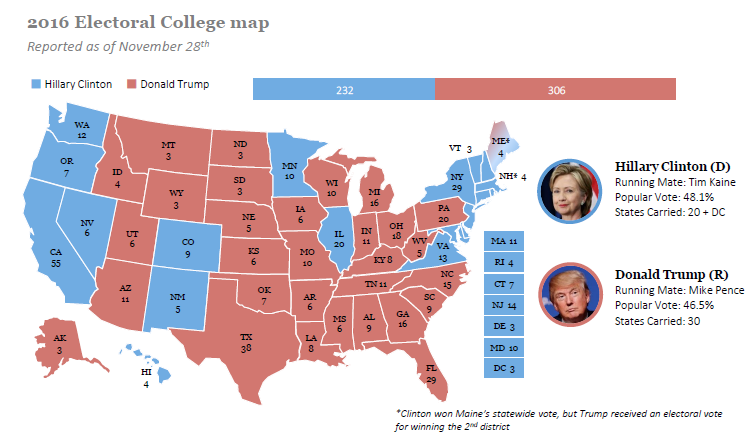 2016 Electoral College map
Reported as of November 28th
Hillary Clinton
Donald Trump
232
306
WA
12
OR
7
CA
55
NV
6
ID
4
MT
3
WY
3
UT
6
AZ
11
CO
9
NM
5
ND
3
SD
3
NE
5
KS
6
OK
7
TX
38
MN
10
IA
6
MO
10
AR
6
LA
8
WI
10
IL
20
MI
16
IN
11
OH
18
KY 8
TN 11
MS
6
AL
9
GA
16
FL
29
SC
9
NC
15
VA
13
WV
5
PA
20
NY
29
VT 3
NH* 4
ME*
4
AK
3
HI
4
MA 11
RI 4
CT 7
NJ 14
DE 3
MD 10
DC 3
Hillary Clinton (D)
Running Mate: Tim Kaine
Popular Vote: 48.1%
States Carried: 20 + DC
Donald Trump (R)
Running Mate: Mike Pence
Popular Vote: 46.5%
States Carried: 30
*Clinton won Maine's statewide vote, but Trump received an electoral vote
for winning the 2nd district